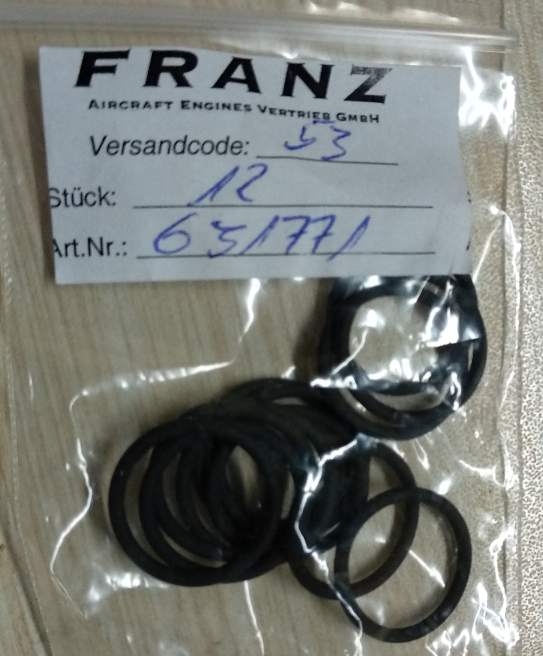 FRANZ
AIRCRAFT ENGINES VERTRIEB GMBH
Versandcode: 53
Stück: 12
Art.Nr.: 631771